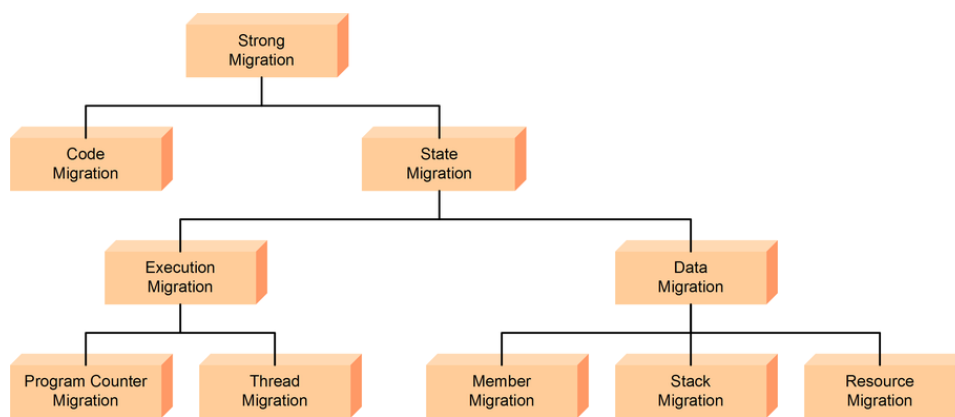 Strong
Migration
Code
Migration
State
Migration
Execution
Migration
Data
Migration
Program Counter
Migration
Thread
Migration
Member
Migration
Stack
Migration
Resource
Migration